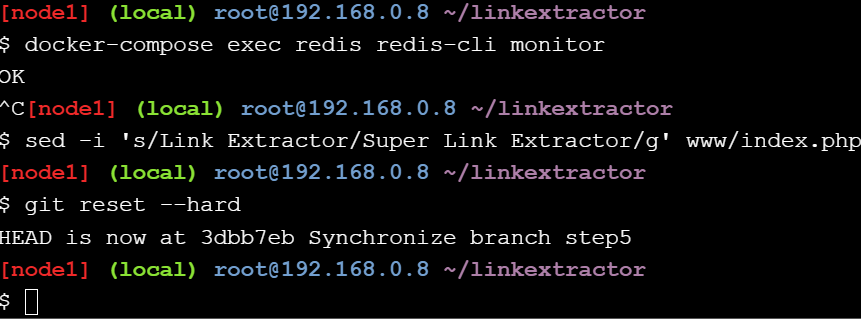 [node1] (local) root@192.168.0.8 ~/linkextractor
$ docker-compose exec redis redis-cli monitor
OK
^C[node1] (local) root@192.168.0.8 ~/linkextractor
$ sed -i 's/Link Extractor/Super Link Extractor/g' www/index.php
[node1] (local) root@192.168.0.8 ~/linkextractor
$ git reset --hard
HEAD is now at 3dbb7eb Synchronize branch step5
[node1] (local) root@192.168.0.8 ~/linkextractor
$